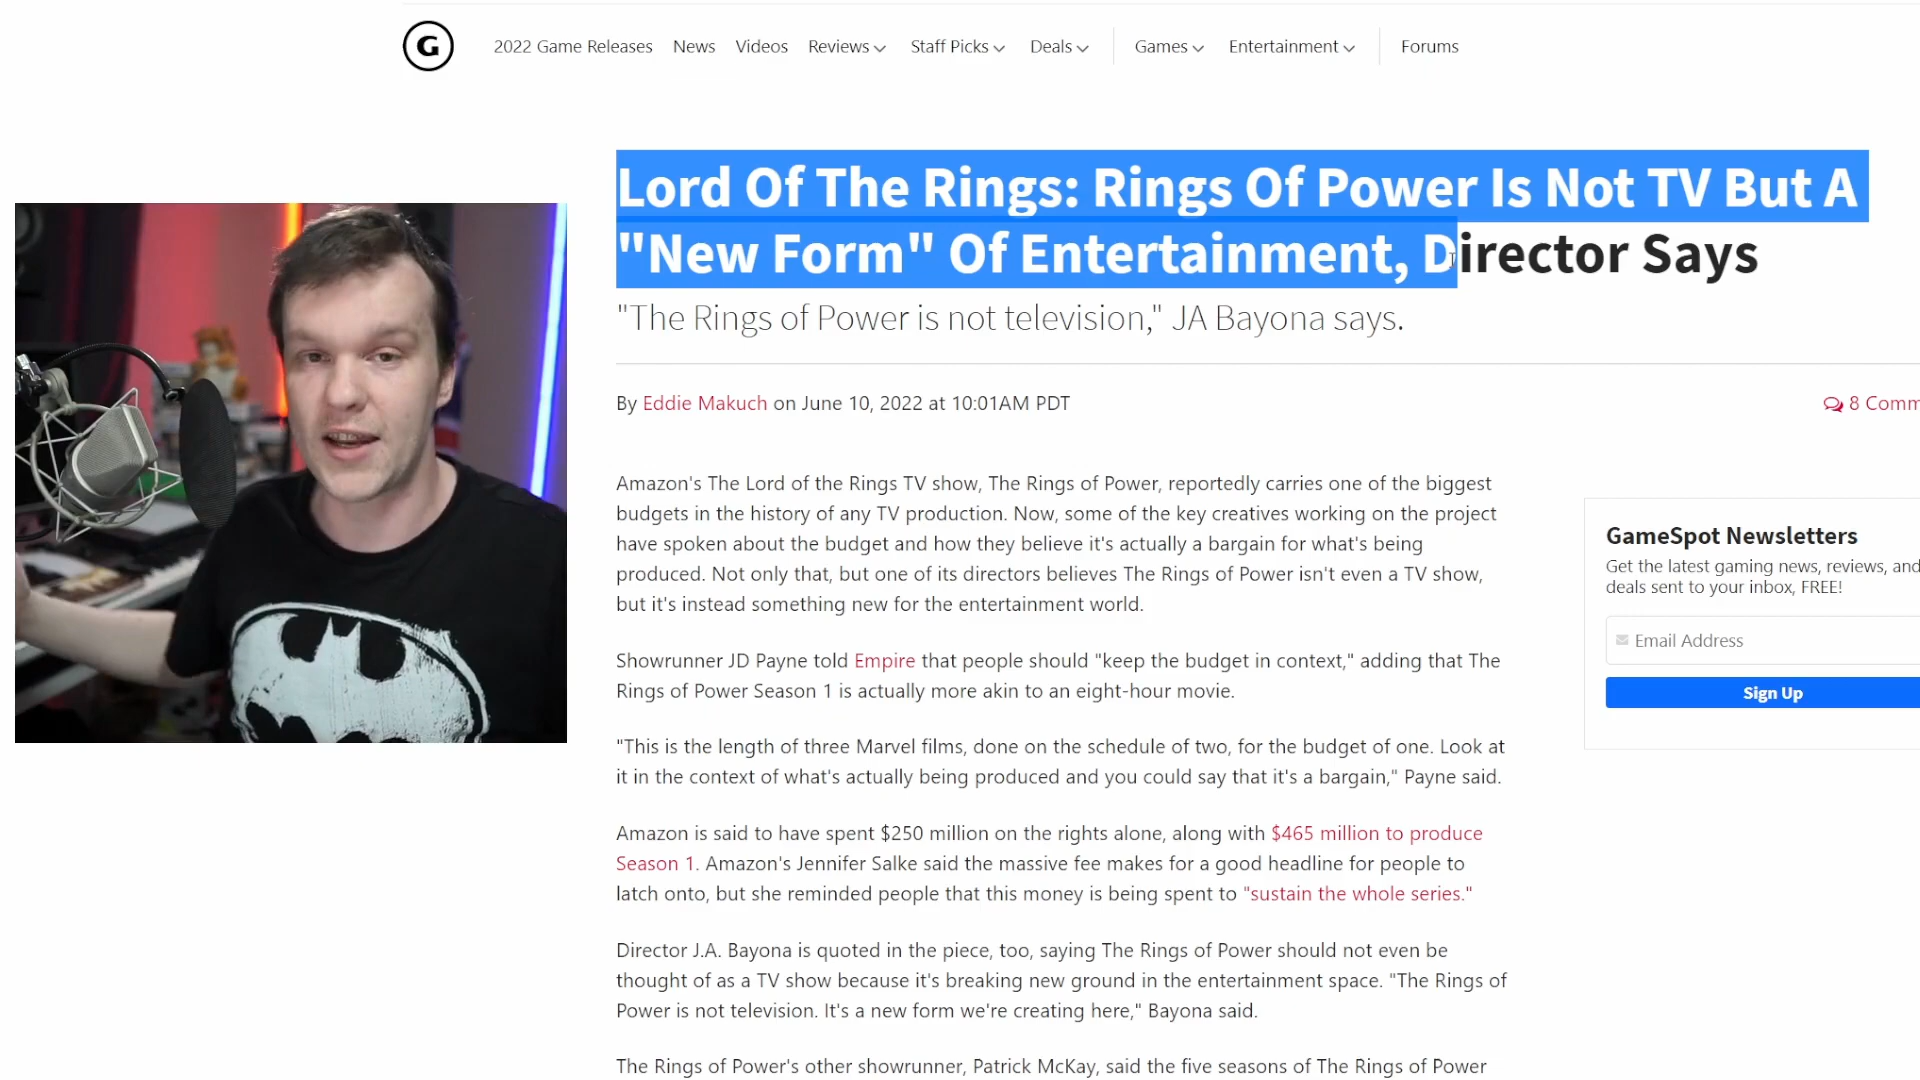 G
2022 Game Releases News Videos Reviews Staff Picks Deals Games Entertainment Forums
Lord Of The Rings: Rings Of Power Is Not TV But A
"New Form" Of Entertainment, Director Says
"The Rings of Power is not television," JA Bayona says.
By Eddie Makuch on June 10, 2022 at 10:01AM PDT
8 Comm
Amazon's The Lord of the Rings TV show, The Rings of Power, reportedly carries one of the biggest
budgets in the history of any TV production. Now, some of the key creatives working on the project
have spoken about the budget and how they believe it's actually a bargain for what's being
produced. Not only that, but one of its directors believes The Rings of Power isn't even a TV show,
but it's instead something new for the entertainment world.
Showrunner JD Payne told Empire that people should "keep the budget in context," adding that The
Rings of Power Season 1 is actually more akin to an eight-hour movie.
"This is the length of three Marvel films, done on the schedule of two, for the budget of one. Look at
it in the context of what's actually being produced and you could say that it's a bargain," Payne said.
Amazon is said to have spent $250 million on the rights alone, along with $465 million to produce
Season 1. Amazon's Jennifer Salke said the massive fee makes for a good headline for people to
latch onto, but she reminded people that this money is being spent to "sustain the whole series."
Director J.A. Bayona is quoted in the piece, too, saying The Rings of Power should not even be
thought of as a TV show because it's breaking new ground in the entertainment space. "The Rings of
Power is not television. It's a new form we're creating here," Bayona said.
The Rings of Power's other showrunner, Patrick McKay, said the five seasons of The Rings of Power
GameSpot Newsletters
Get the latest gaming news, reviews, and
deals sent to your inbox, FREE!
Email Address
Sign Up